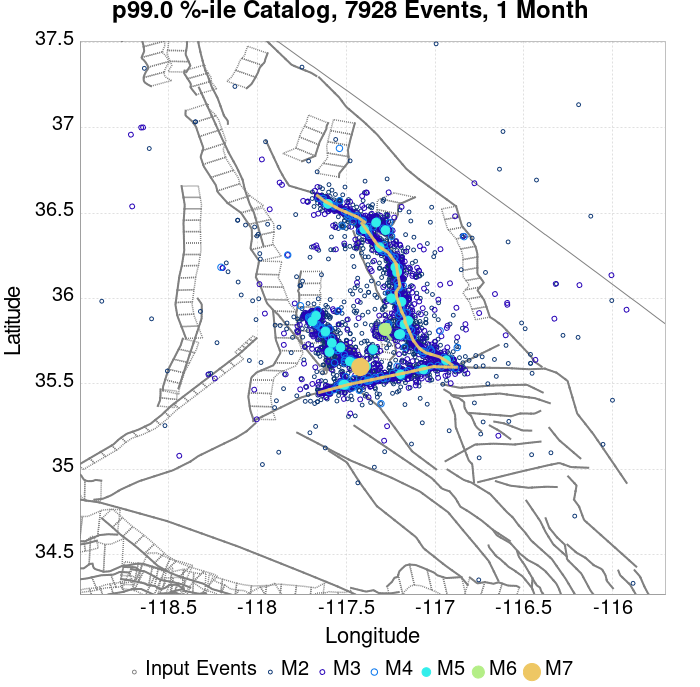 p99.0 %-ile Catalog, 7928 Events, 1 Month
37.5
37
36.5
36
35.5
35
34.5
Latitude
-118.5 -118 -117.5 -117 -116.5 -116
Longitude
Input Events M2 M3 M4 M5 M6 M7